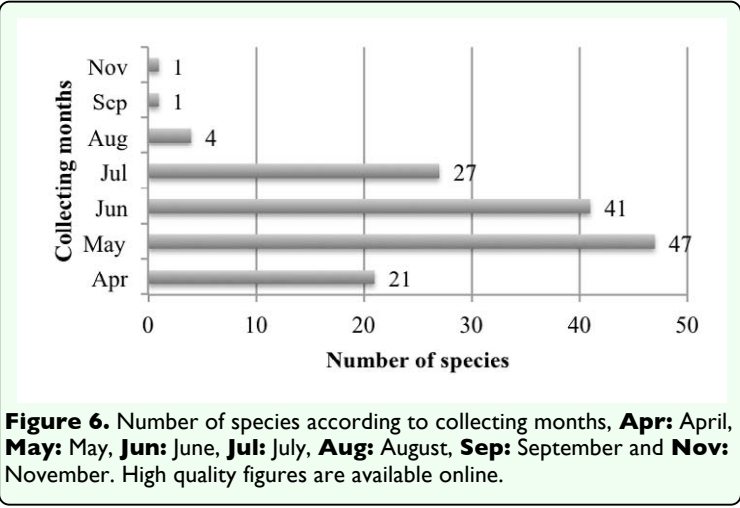 Collecting months
Nov 1
Sep 1
Aug 4
Jul 27
Jun 41
May 47
Apr 21
0 10 20 30 40 50
Number of species
Figure 6. Number of species according to collecting months, Apr: April,
May: May, Jun: June, Jul: July, Aug: August, Sep: September and Nov:
November. High quality figures are available online.